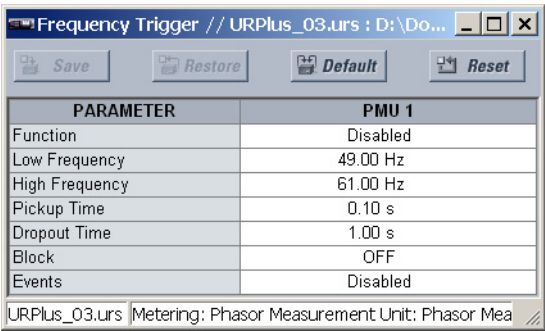 Frequency Trigger // URPlus_03.urs : D:\Do...
Save Restore Default Reset
PARAMETER PMU 1
Function Disabled
Low Frequency 49.00 Hz
High Frequency 61.00 Hz
Pickup Time 0.10 s
Dropout Time 1.00 s
Block OFF
Events Disabled
URPlus_03.urs Metering: Phasor Measurement Unit: Phasor Mea